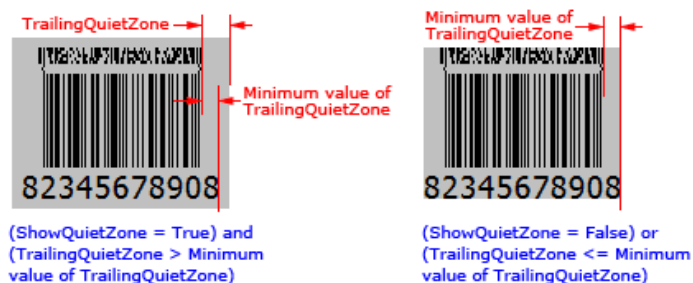 TrailingQuietZone
Minimum value of
TrailingQuietZone
82345678908
(ShowQuietZone = True) and
(TrailingQuietZone > Minimum
value of TrailingQuietZone)
Minimum value of
TrailingQuietZone
82345678908
(ShowQuietZone = False) or
(TrailingQuietZone <= Minimum
value of TrailingQuietZone)